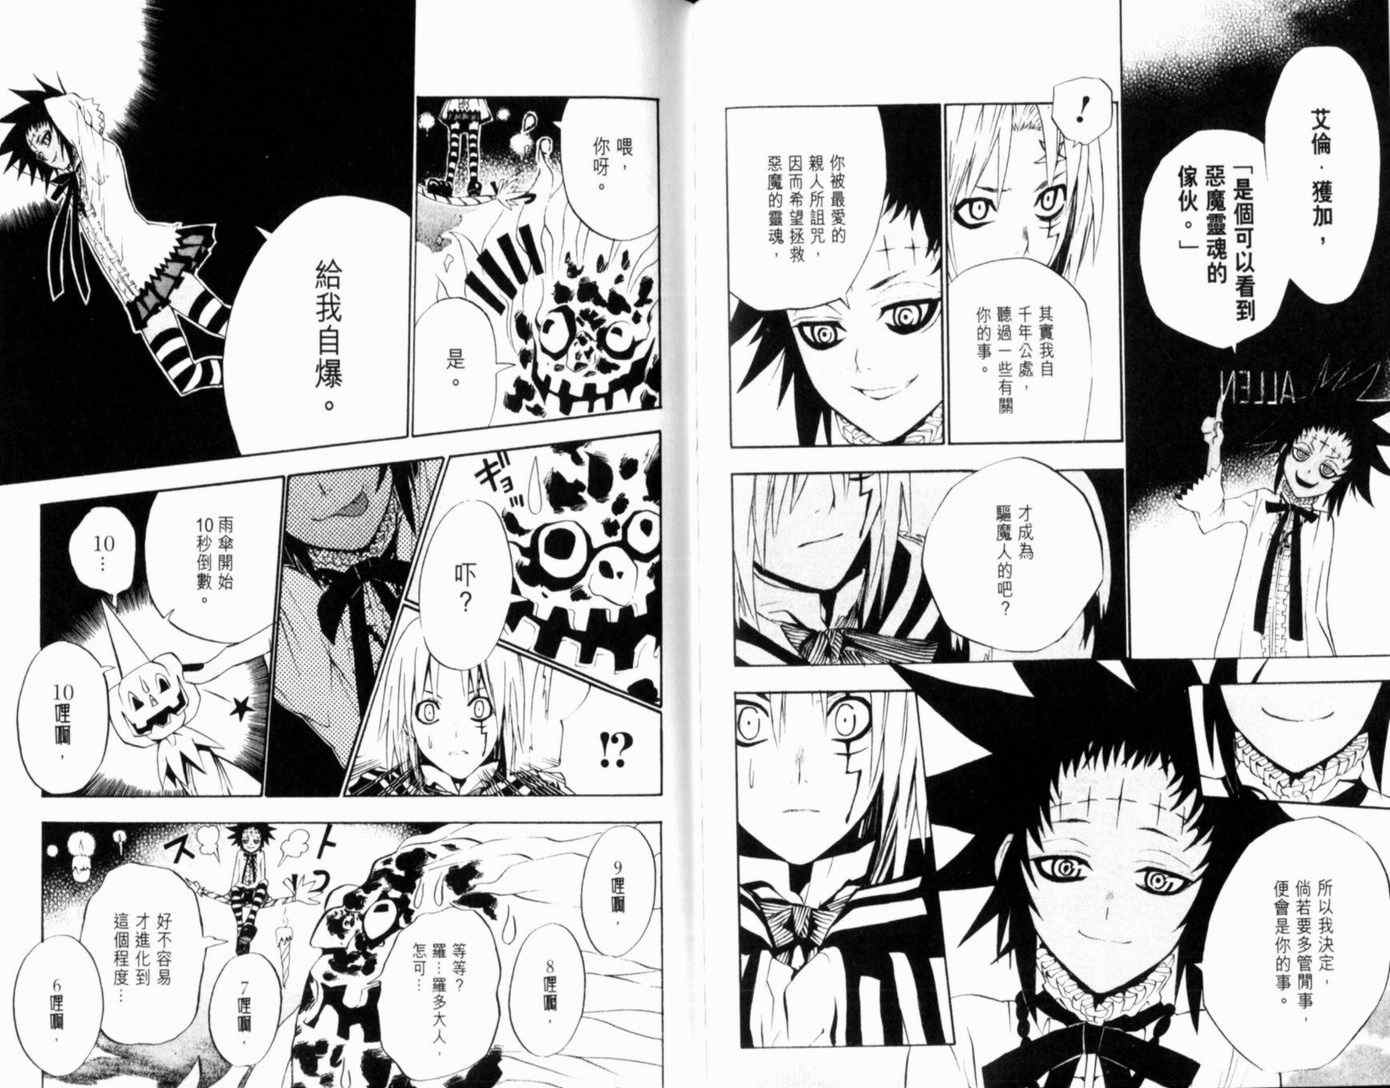 艾倫．獲加，
「是個可以看到
惡魔靈魂的
傢伙。」
ALLEN
！
其實我自
千年公處，
聽過一些有關
你的事。
你被最愛的
親人所詛咒，
因而希望拯救
惡魔的靈魂，
才成為
驅魔人的吧？
所以我決定，
倘若要多管閒事，
便會是你的事。
喂，
你呀。
是。
給我自爆。
ギョッ
吓？
!?
雨傘開始
10秒倒數。
10…
10哩啊，
9哩啊，
8哩啊，
等等？
羅…羅多大人，
怎可…
ストッ
7哩啊，
好不容易
才進化到
這個程度…
6哩啊，